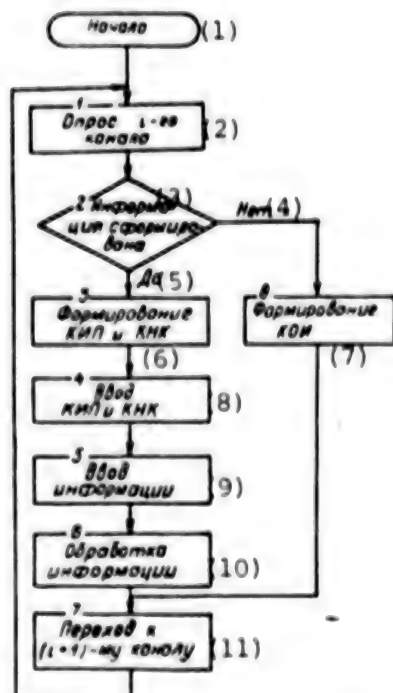 Начало (1)
1
Опрос i-го (2)
канала
2 Информа- (3)
ция сформиро
вана
Нет (4)
Да (5)
3
Формирование
КИП и КНК
(6)
8
Формирование
КОИ
(7)
4
Ввод
КИП и КНК 8)
5
Ввод
информации 9)
6
Обработка
информации (10)
7
Переход к
(i+1)-му каналу (11)